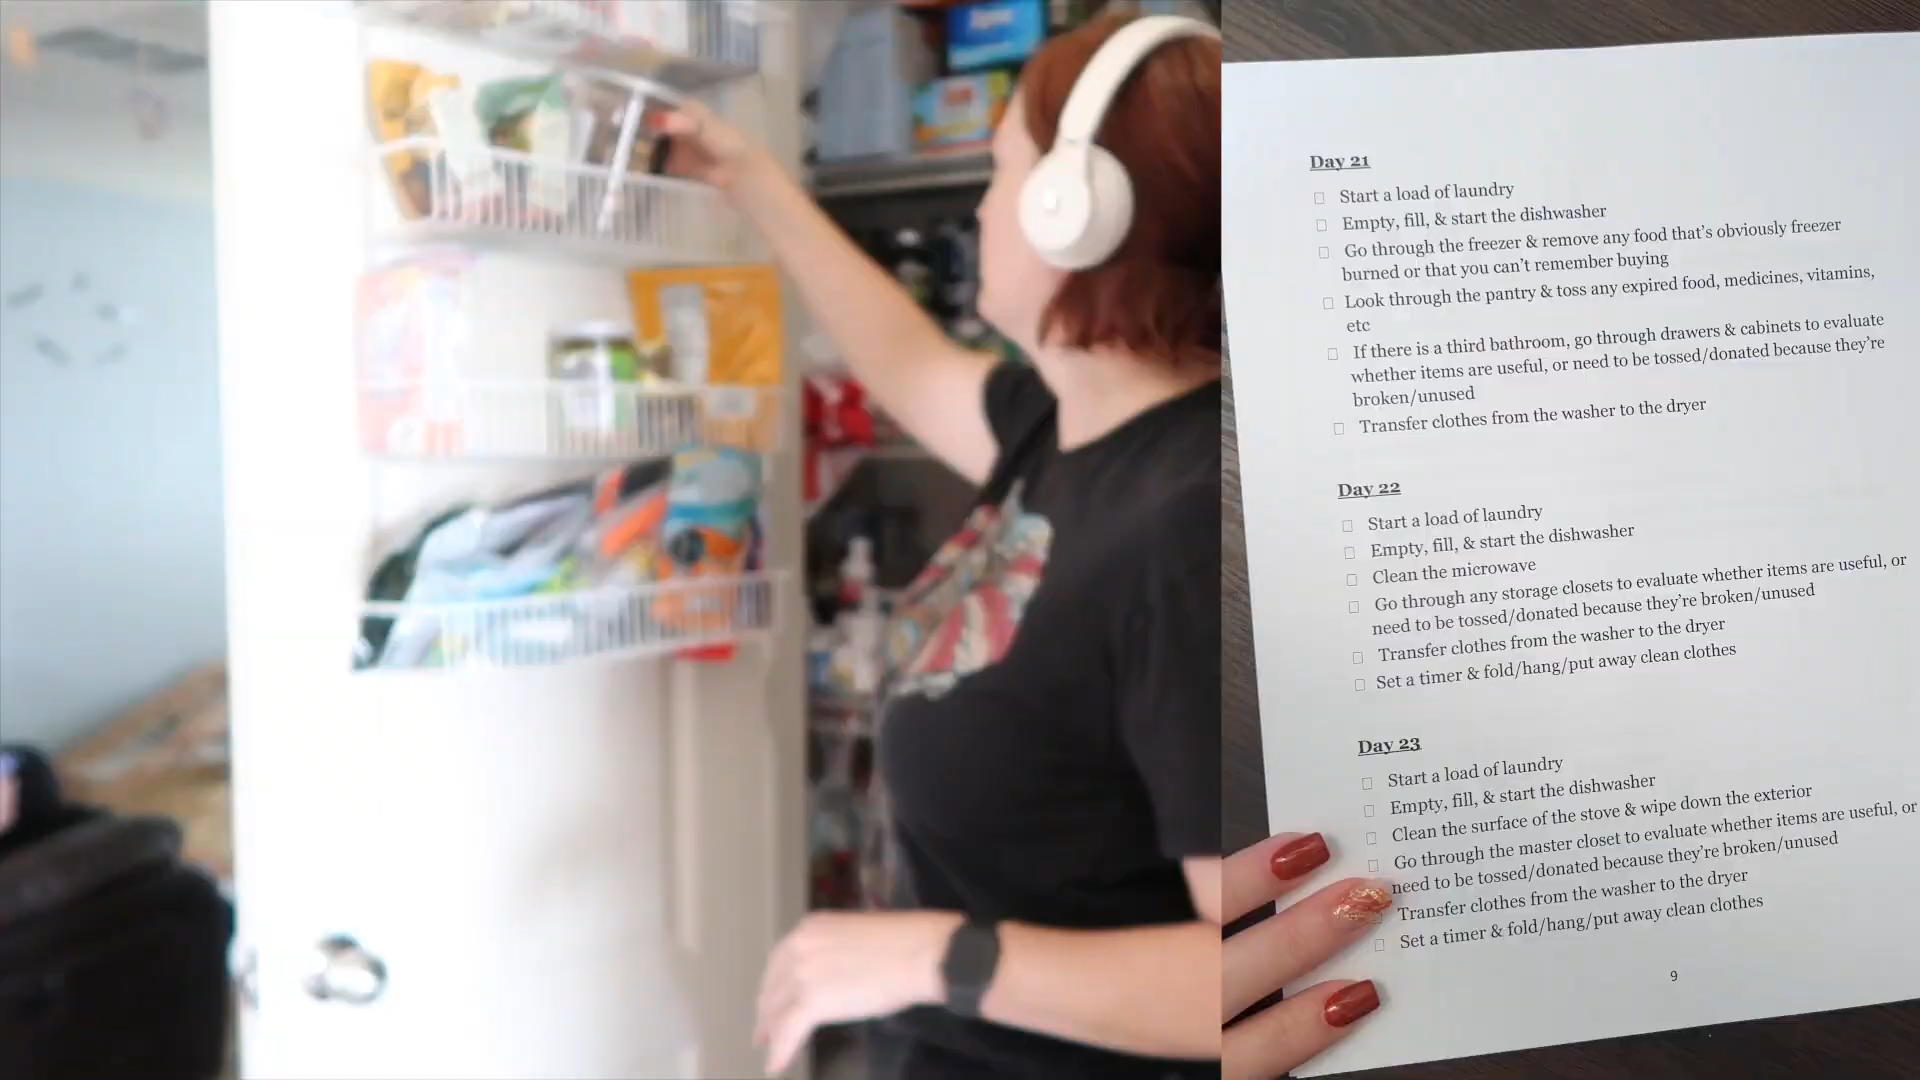 Day 21
Start a load of laundry
Empty, fill, & start the dishwasher
Go through the freezer & remove any food that's obviously freezer
burned or that you can't remember buying
Look through the pantry & toss any expired food, medicines, vitamins,
etc
If there is a third bathroom, go through drawers & cabinets to evaluate
whether items are useful, or need to be tossed/donated because they're
broken/unused
Transfer clothes from the washer to the dryer
Day 22
Start a load of laundry
Empty, fill, & start the dishwasher
Clean the microwave
Go through any storage closets to evaluate whether items are useful, or
need to be tossed/donated because they're broken/unused
Transfer clothes from the washer to the dryer
Set a timer & fold/hang/put away clean clothes
Day 23
Start a load of laundry
Empty, fill, & start the dishwasher
Clean the surface of the stove & wipe down the exterior
Go through the master closet to evaluate whether items are useful, or
need to be tossed/donated because they're broken/unused
Transfer clothes from the washer to the dryer
Set a timer & fold/hang/put away clean clothes
9